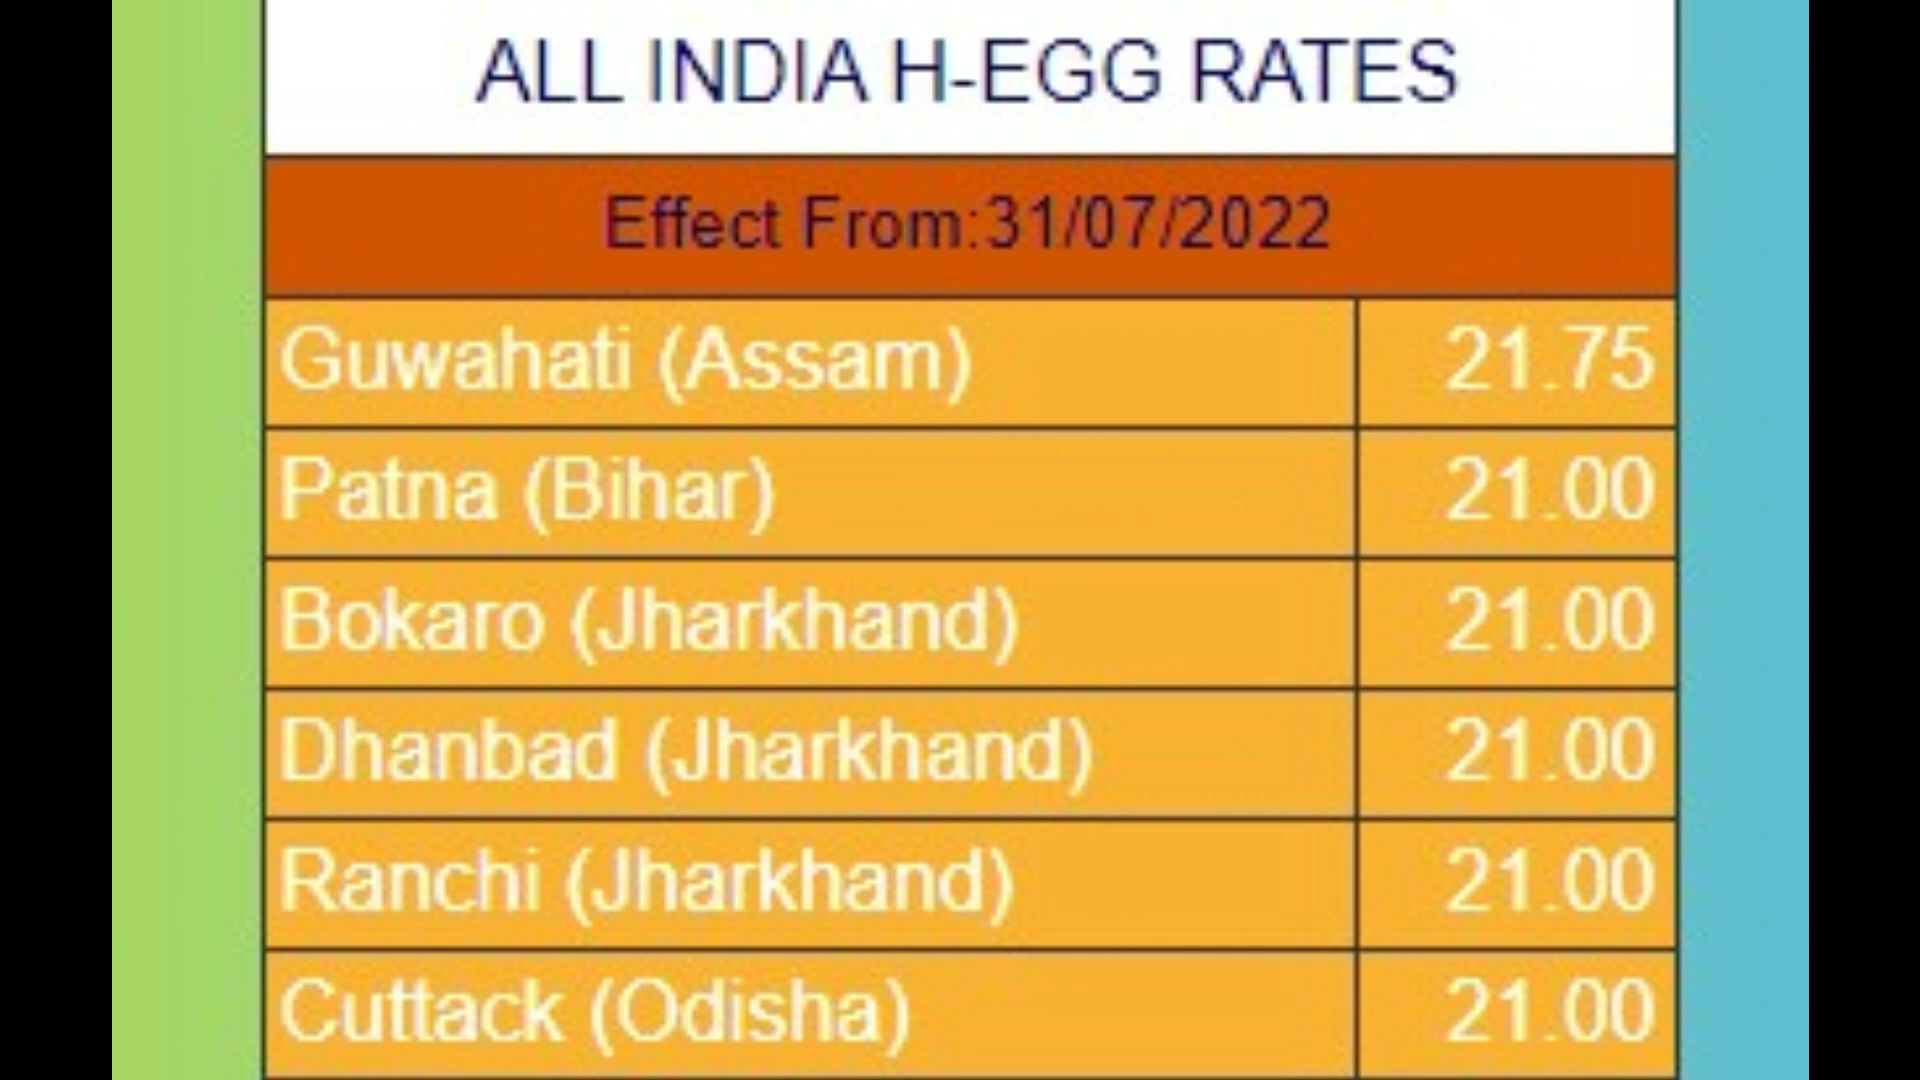 ALL INDIA H-EGG RATES
Effect From:31/07/2022
Guwahati (Assam) 21.75
Patna (Bihar) 21.00
Bokaro (Jharkhand) 21.00
Dhanbad (Jharkhand) 21.00
Ranchi (Jharkhand) 21.00
Cuttack (Odisha) 21.00